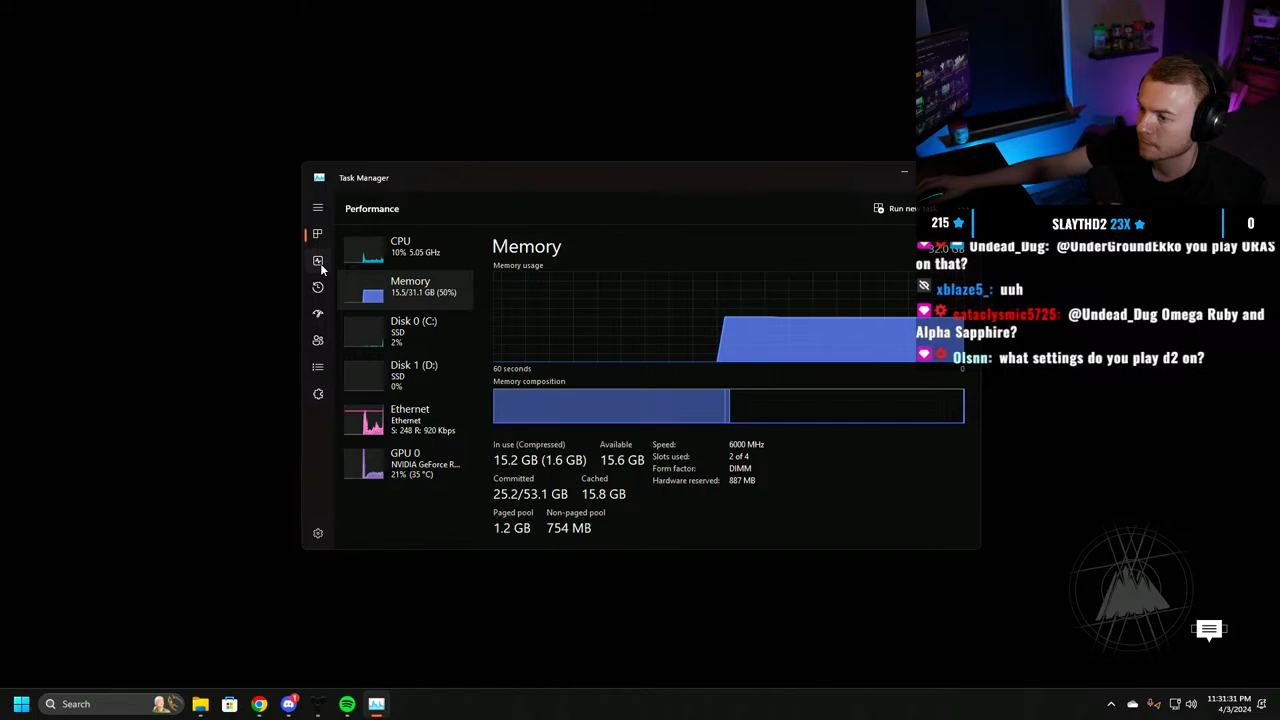 Task Manager
Performance
Run new task
CPU
10% 5.05 GHz
Memory
15.5/31.1 GB (50%)
Disk 0 (C:)
SSD
2%
Disk 1 (D:)
SSD
0%
Ethernet
Ethernet
S: 248 R: 920 Kbps
GPU 0
NVIDIA GeForce R...
21% (35 °C)
Memory
32.0 GB
Memory usage
60 seconds
0
Memory composition
In use (Compressed)
15.2 GB (1.6 GB)
Available
15.6 GB
Committed
25.2/53.1 GB
Cached
15.8 GB
Paged pool
1.2 GB
Non-paged pool
754 MB
Speed: 6000 MHz
Slots used: 2 of 4
Form factor: DIMM
Hardware reserved: 887 MB
215
SLAYTHD2 23X
0
Undead_Dug: @UnderGroundEkko you play ORAS
on that?
xblaze5_: uuh
cataclysmic5725: @Undead_Dug Omega Ruby and
Alpha Sapphire?
Olsnn: what settings do you play d2 on?
Search
1
11:31:31 PM
4/3/2024